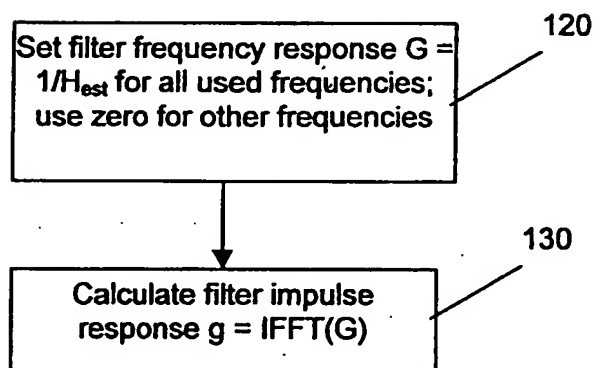 Set filter frequency response G =
1/Hest for all used frequencies;
use zero for other frequencies
120
Calculate filter impulse
response g = IFFT(G)
130